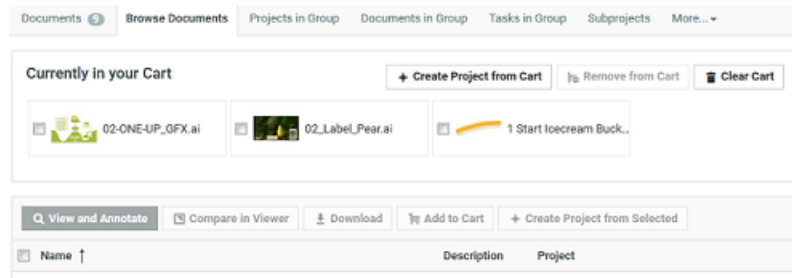 Documents 9 Browse Documents Projects in Group Documents in Group Tasks in Group Subprojects More...
Currently in your Cart + Create Project from Cart Remove from Cart Clear Cart
02-ONE-UP_GFX.ai 02_Label_Pear.ai 1 Start Icecream Buck...
View and Annotate Compare in Viewer Download Add to Cart + Create Project from Selected
Name ↑ Description Project